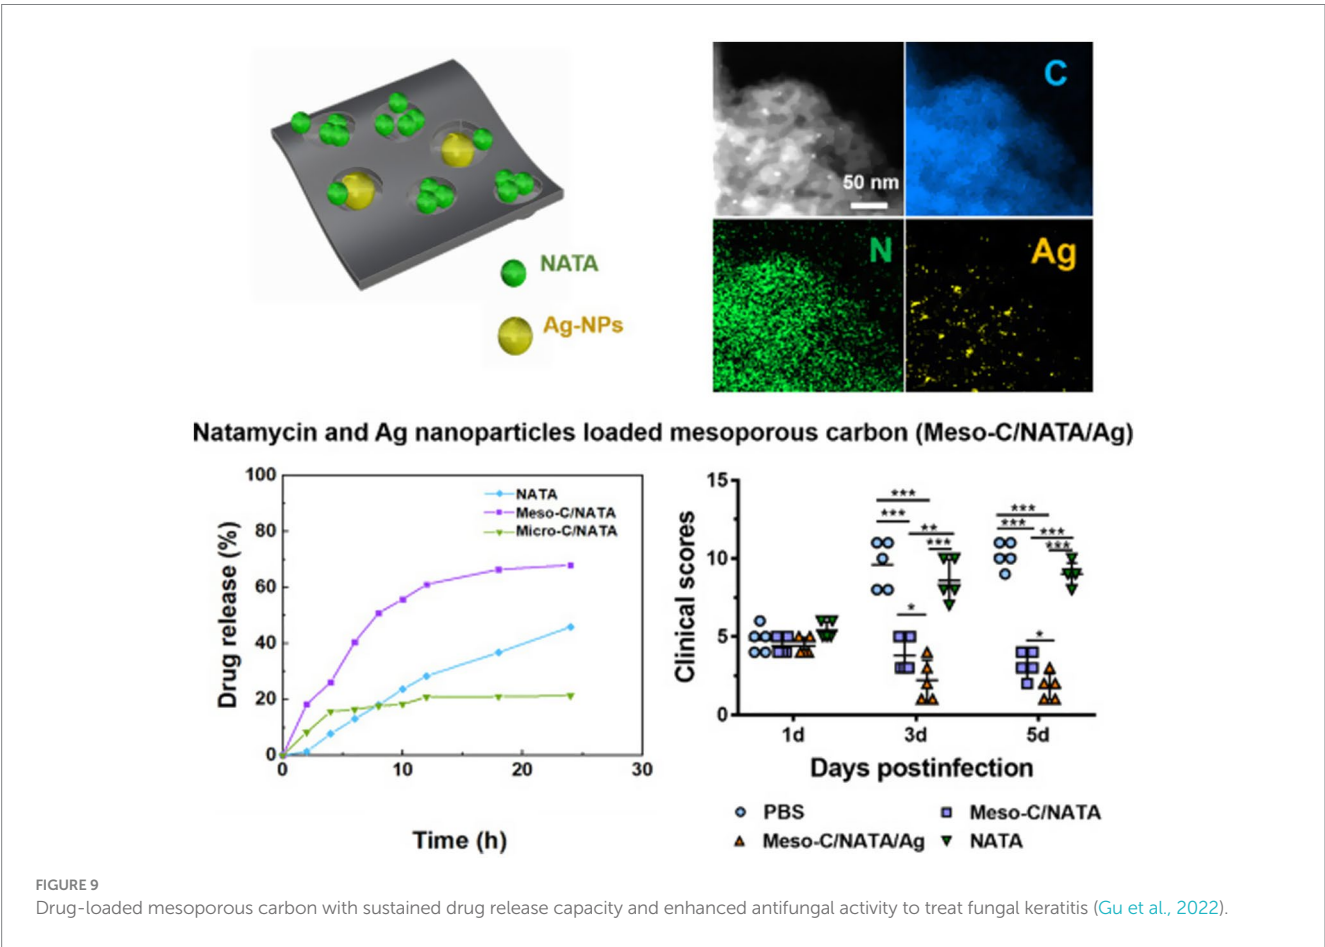 NATA
Ag-NPs
C
50 nm
N
Ag
Natamycin and Ag nanoparticles loaded mesoporous carbon (Meso-C/NATA/Ag)
100
80
60
40
20
0
Drug release (%)
NATA
Meso-C/NATA
Micro-C/NATA
0
10
20
30
Time (h)
15
10
5
0
Clinical scores
***
***
**
***
*
***
***
***
***
*
1d
3d
5d
Days postinfection
PBS
Meso-C/NATA
Meso-C/NATA/Ag
NATA
FIGURE 9
Drug-loaded mesoporous carbon with sustained drug release capacity and enhanced antifungal activity to treat fungal keratitis (Gu et al., 2022).